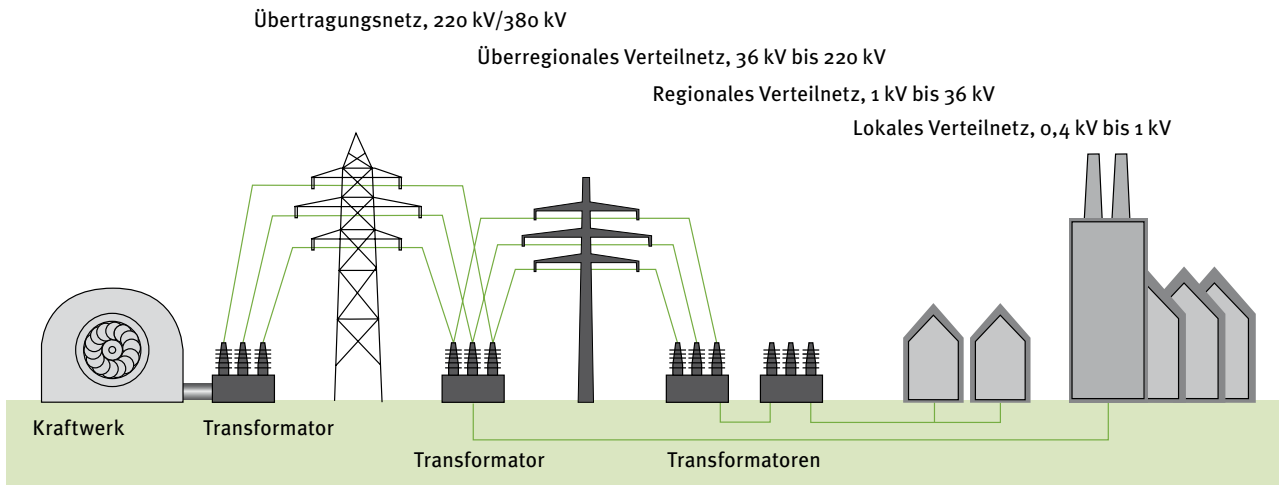 Übertragungsnetz, 220 kV/380 kV
Überregionales Verteilnetz, 36 kV bis 220 kV
Regionales Verteilnetz, 1 kV bis 36 kV
Lokales Verteilnetz, 0,4 kV bis 1 kV
Kraftwerk
Transformator
Transformator
Transformatoren